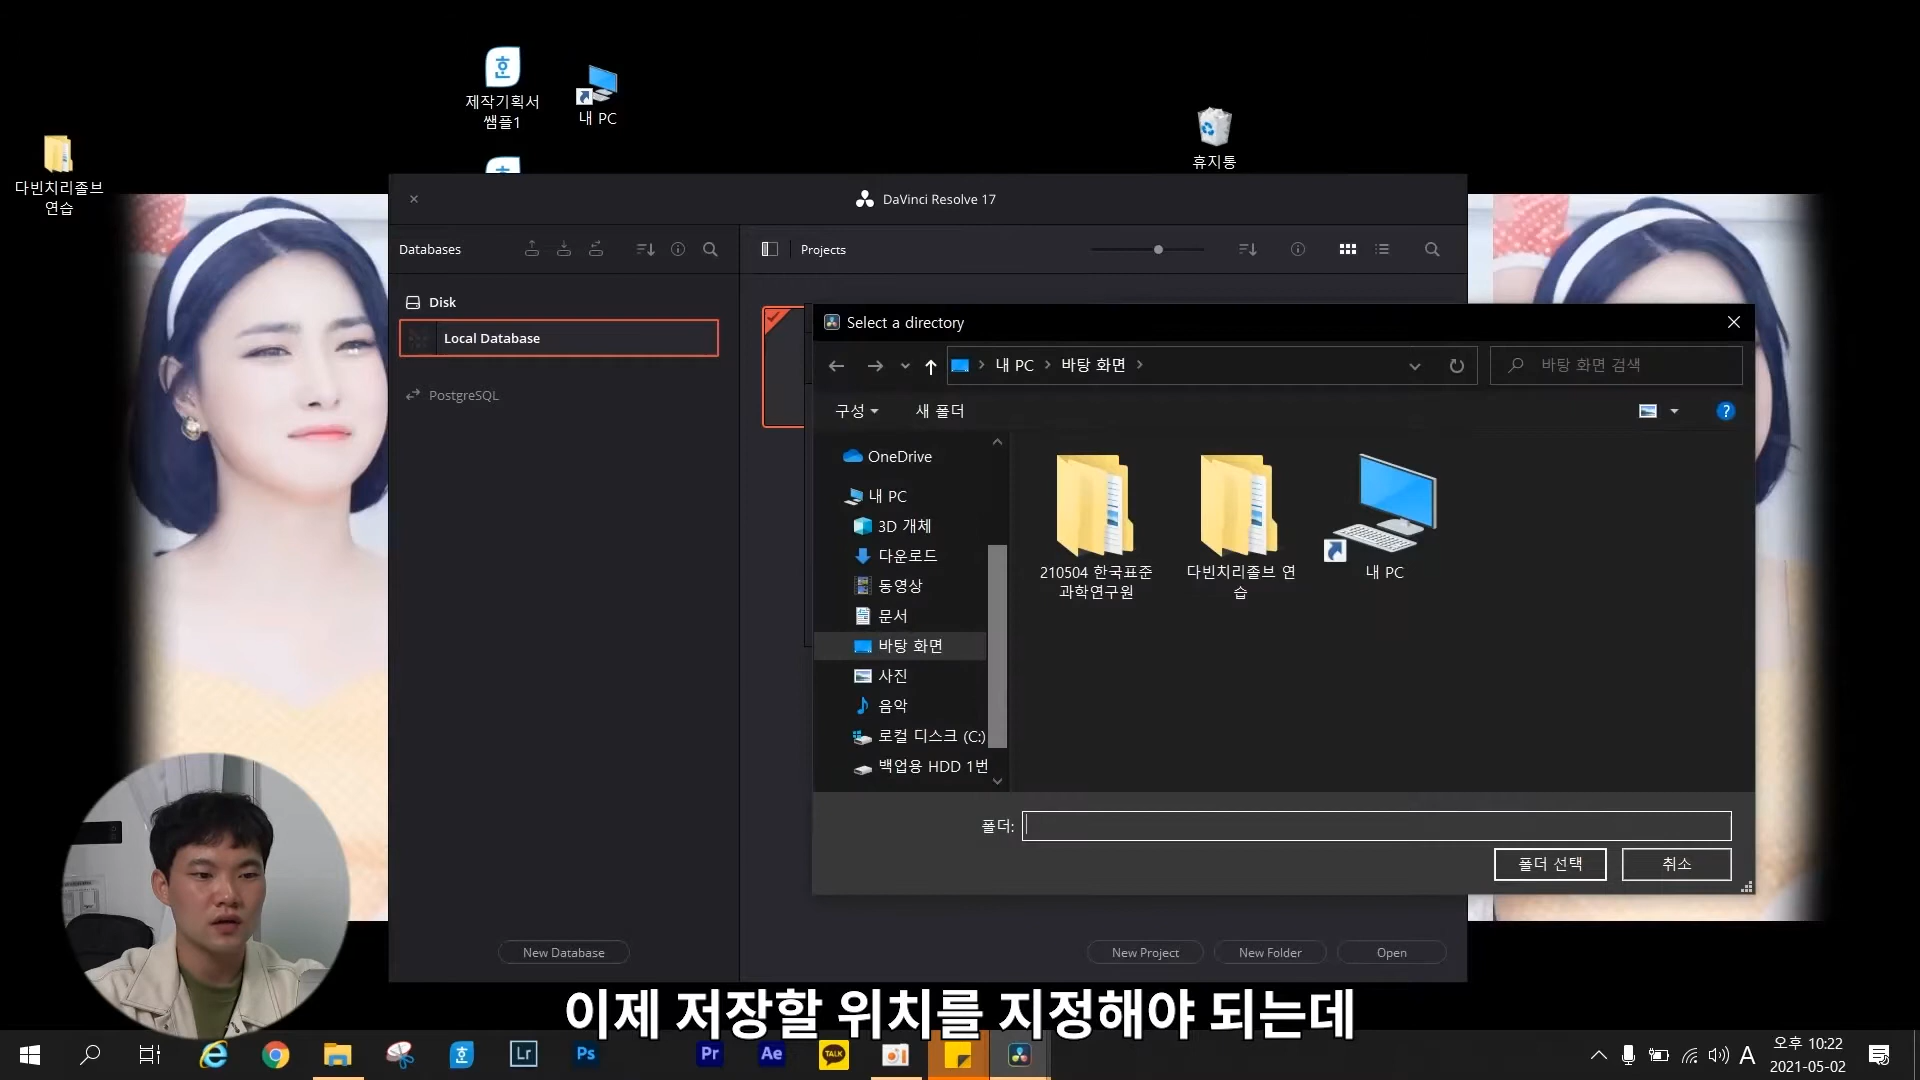 제작기획서
쌤플1
내 PC
휴지통
다빈치리졸브
연습
DaVinci Resolve 17
Databases
Projects
Disk
Local Database
PostgreSQL
Select a directory
내 PC
바탕 화면
바탕 화면 검색
구성
새 폴더
OneDrive
내 PC
3D 개체
다운로드
동영상
문서
바탕 화면
사진
음악
로컬 디스크 (C:)
백업용 HDD 1번
210504 한국표준
과학연구원
다빈치리졸브 연
습
내 PC
폴더:
폴더 선택
취소
New Database
New Project
New Folder
Open
이제 저장할 위치를 지정해야 되는데
Lr
Ps
Pr
Ae
TALK
A
오후 10:22
2021-05-02